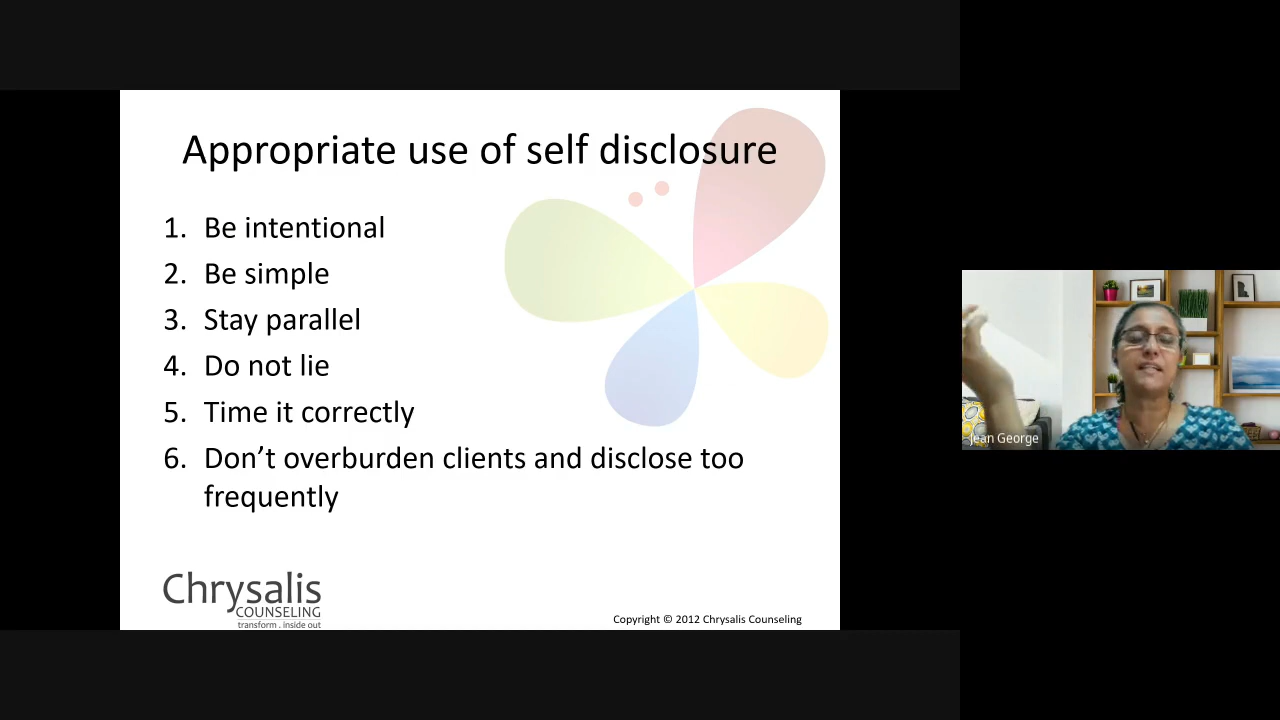 Appropriate use of self disclosure
1. Be intentional
2. Be simple
3. Stay parallel
4. Do not lie
5. Time it correctly
6. Don’t overburden clients and disclose too
frequently
Chrysalis
COUNSELING
transform . inside out
Copyright © 2012 Chrysalis Counseling
Jean George